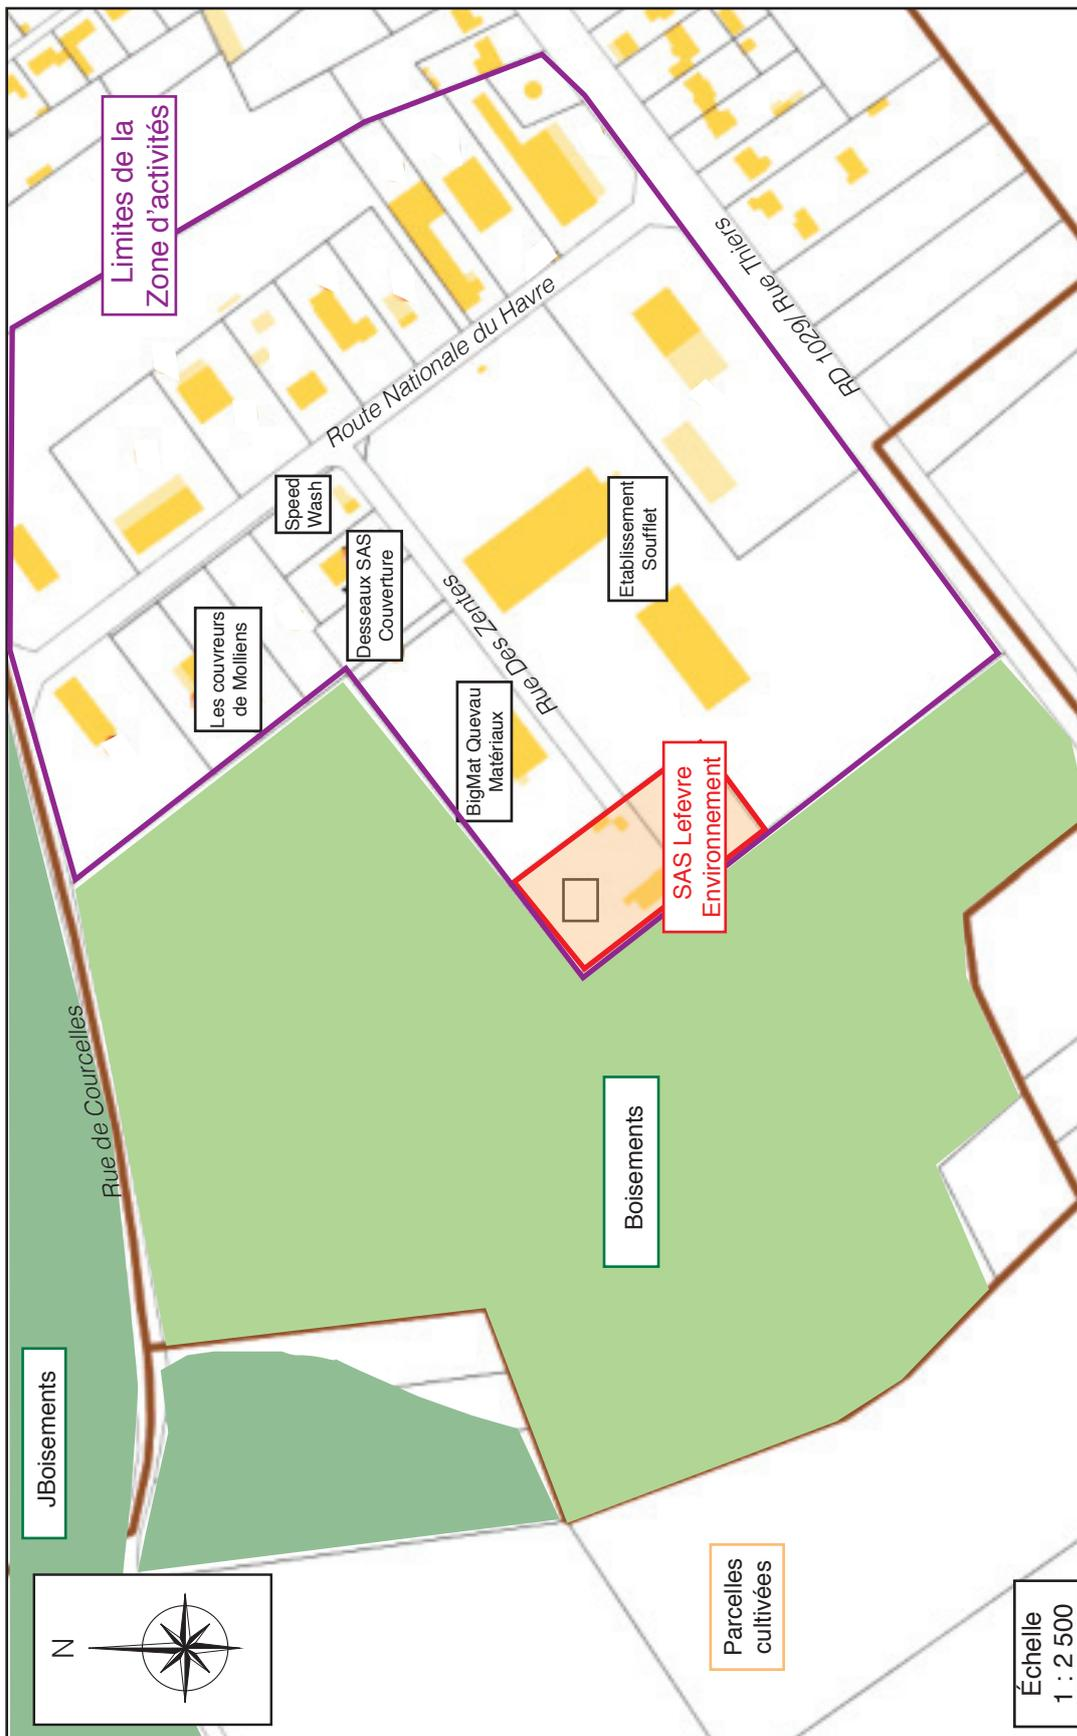 N
JBoisements
Rue de Courcelles
Limites de la
Zone d'activités
Les couvreurs
de Molliens
Speed
Wash
Desseaux SAS
Couverture
Route Nationale du Havre
Rue Des Zentes
BigMat Quevau
Matériaux
Etablissement
Soufflet
RD 1029/ Rue Thiers
SAS Lefevre
Environnement
Boisements
Parcelles
cultivées
Échelle
1 : 2 500